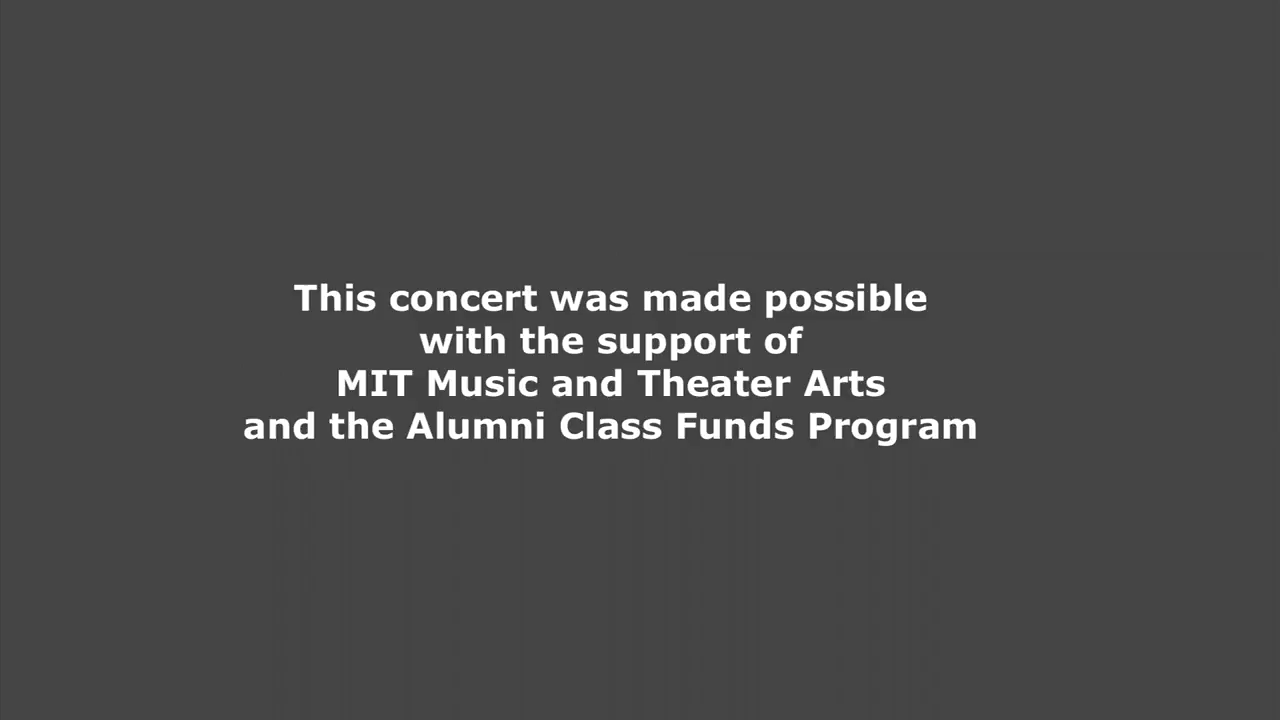 This concert was made possible
with the support of
MIT Music and Theater Arts
and the Alumni Class Funds Program